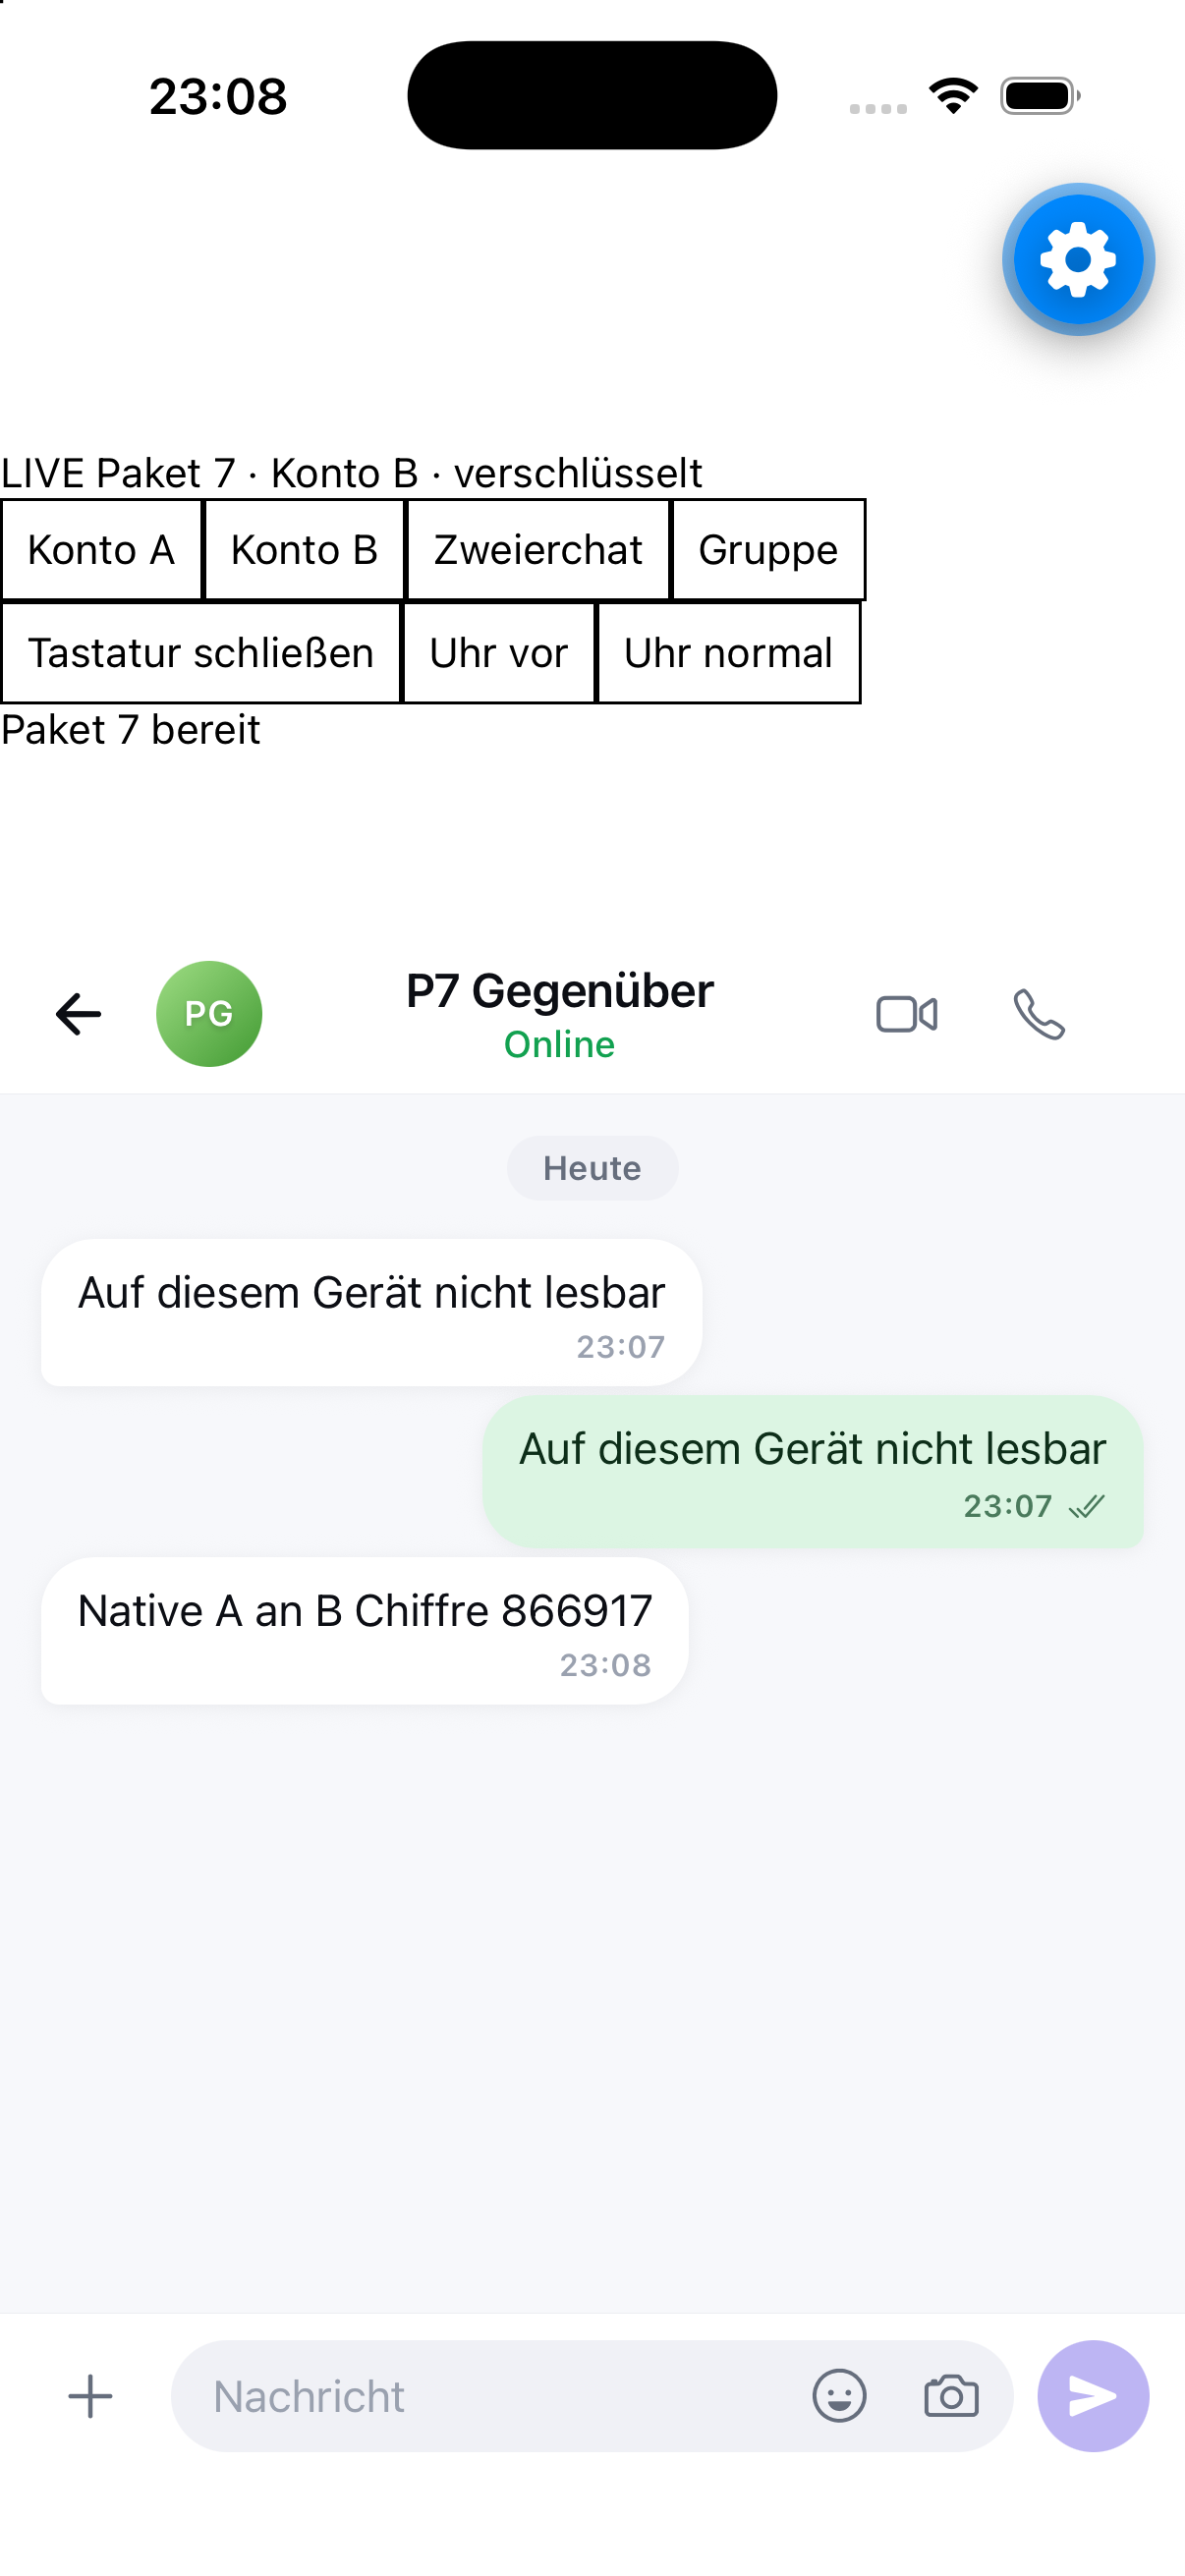 23:08
LIVE Paket 7 · Konto B · verschlüsselt
Konto A Konto B Zweierchat Gruppe
Tastatur schließen Uhr vor Uhr normal
Paket 7 bereit
PG
P7 Gegenüber
Online
Heute
Auf diesem Gerät nicht lesbar
23:07
Auf diesem Gerät nicht lesbar
23:07
Native A an B Chiffre 866917
23:08
Nachricht